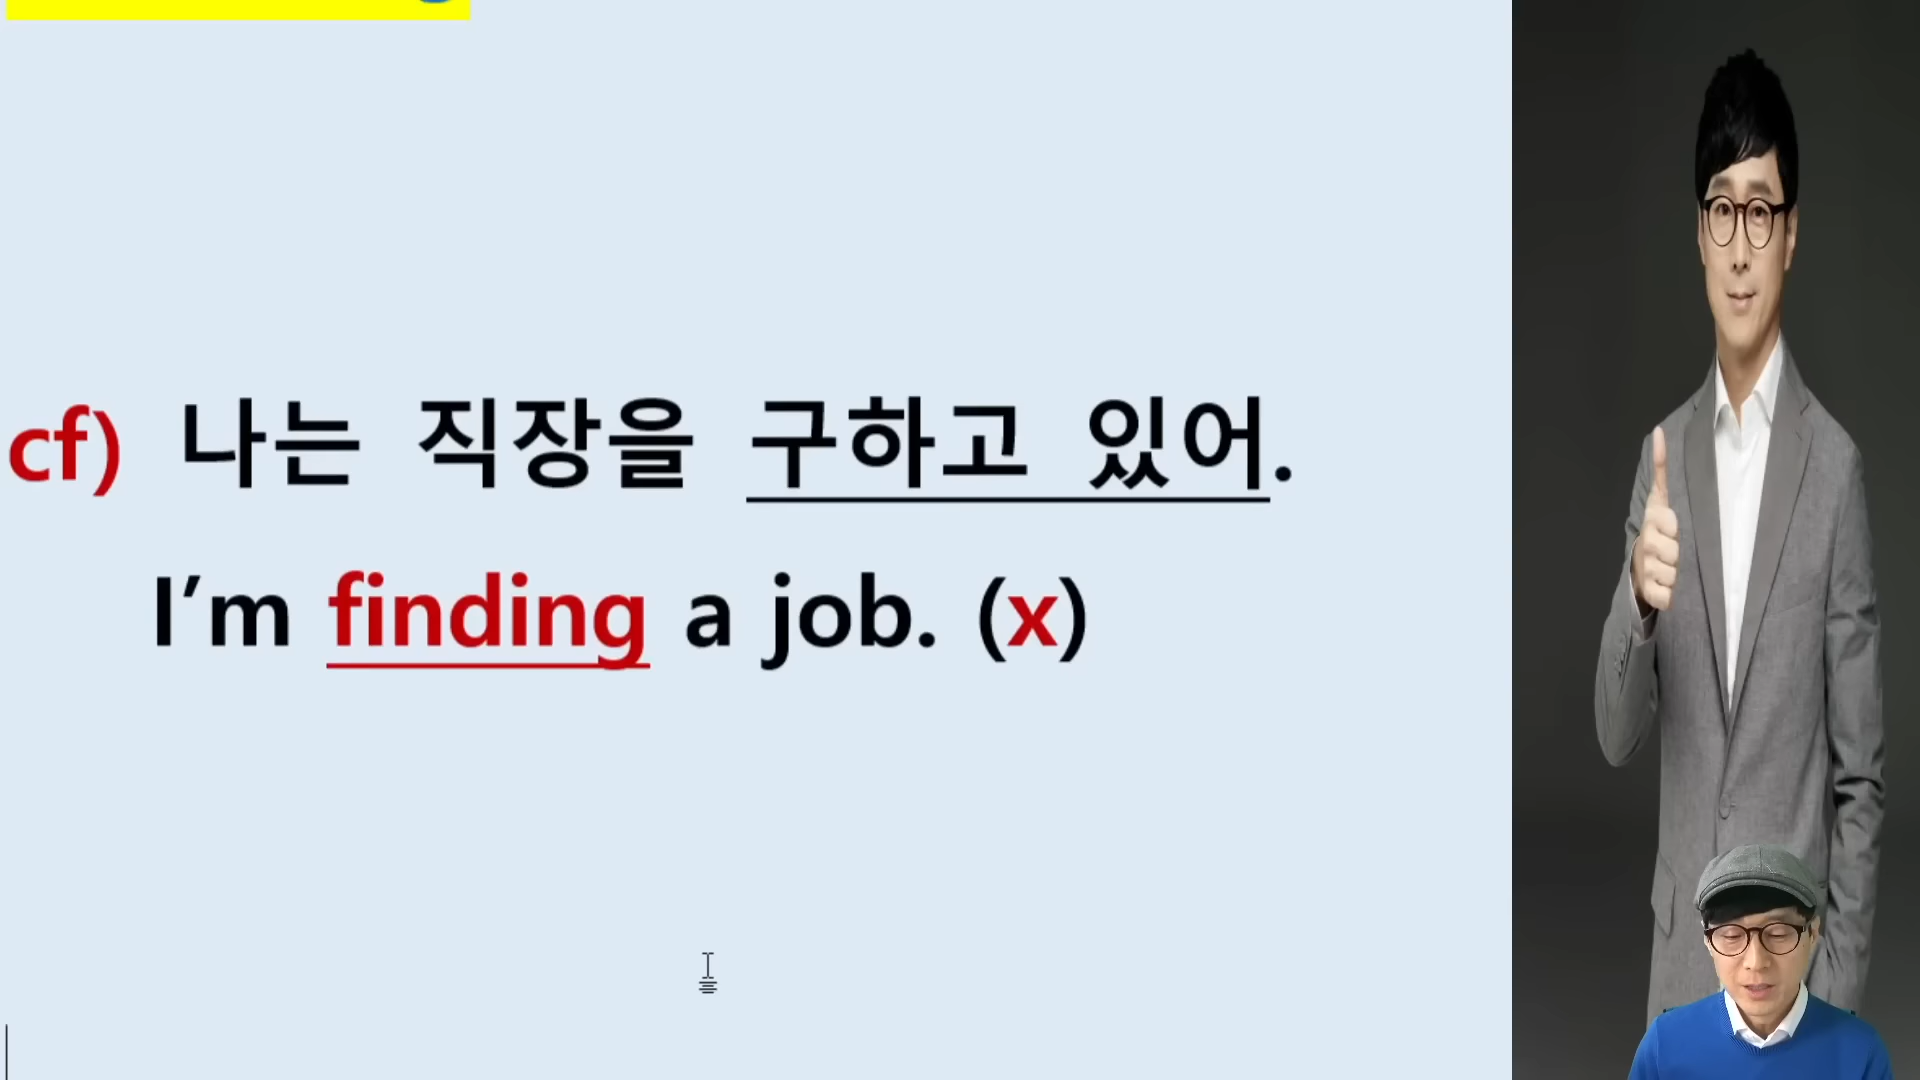 cf) 나는 직장을 구하고 있어.
I’m finding a job. (x)